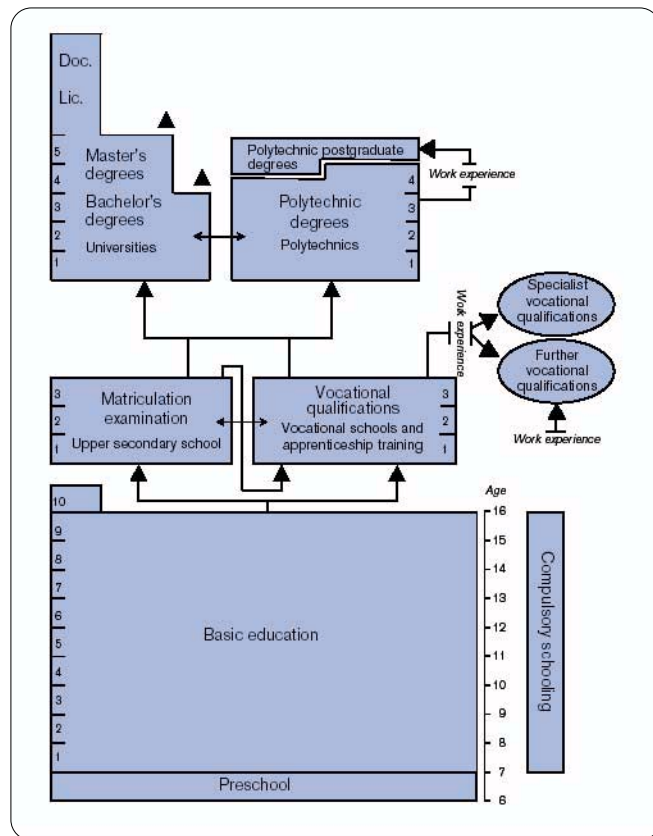 Doc.
Lic.
5
4
3
2
1
Master's
degrees
Bachelor's
degrees
Universities
Polytechnic postgraduate
degrees
Polytechnic
degrees
Polytechnics
4
3
2
1
Work experience
Work experience
Specialist
vocational
qualifications
Further
vocational
qualifications
Work experience
3
2
1
Matriculation
examination
Upper secondary school
Vocational
qualifications
Vocational schools and
apprenticeship training
3
2
1
10
9
8
7
6
5
4
3
2
1
Basic education
Preschool
Age
16
15
14
13
12
11
10
9
8
7
6
Compulsory schooling